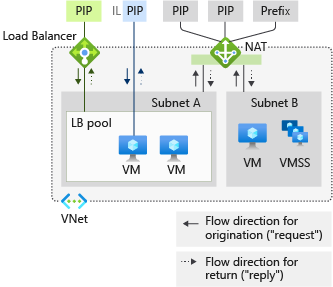 PIP
IL PIP
PIP
PIP
Prefix
Load Balancer
NAT
Subnet A
Subnet B
LB pool
VM
VM
VM
VMSS
VNet
Flow direction for
origination ("request")
Flow direction for
return ("reply")